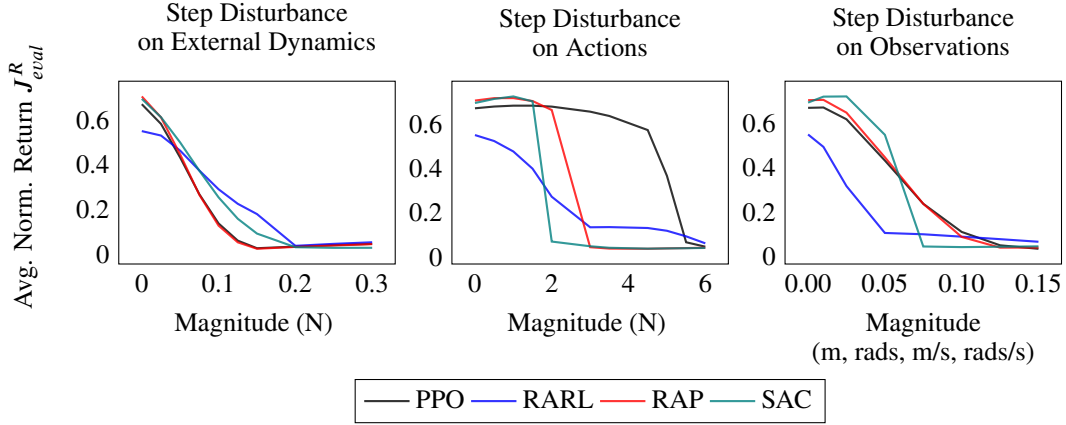 Step Disturbance
on External Dynamics
Step Disturbance
on Actions
Step Disturbance
on Observations
Avg. Norm. Return J^R_eval
0.6
0.4
0.2
0
0 0.1 0.2 0.3
Magnitude (N)
0.6
0.4
0.2
0
0 2 4 6
Magnitude (N)
0.6
0.4
0.2
0
0.00 0.05 0.10 0.15
Magnitude
(m, rads, m/s, rads/s)
PPO RARL RAP SAC